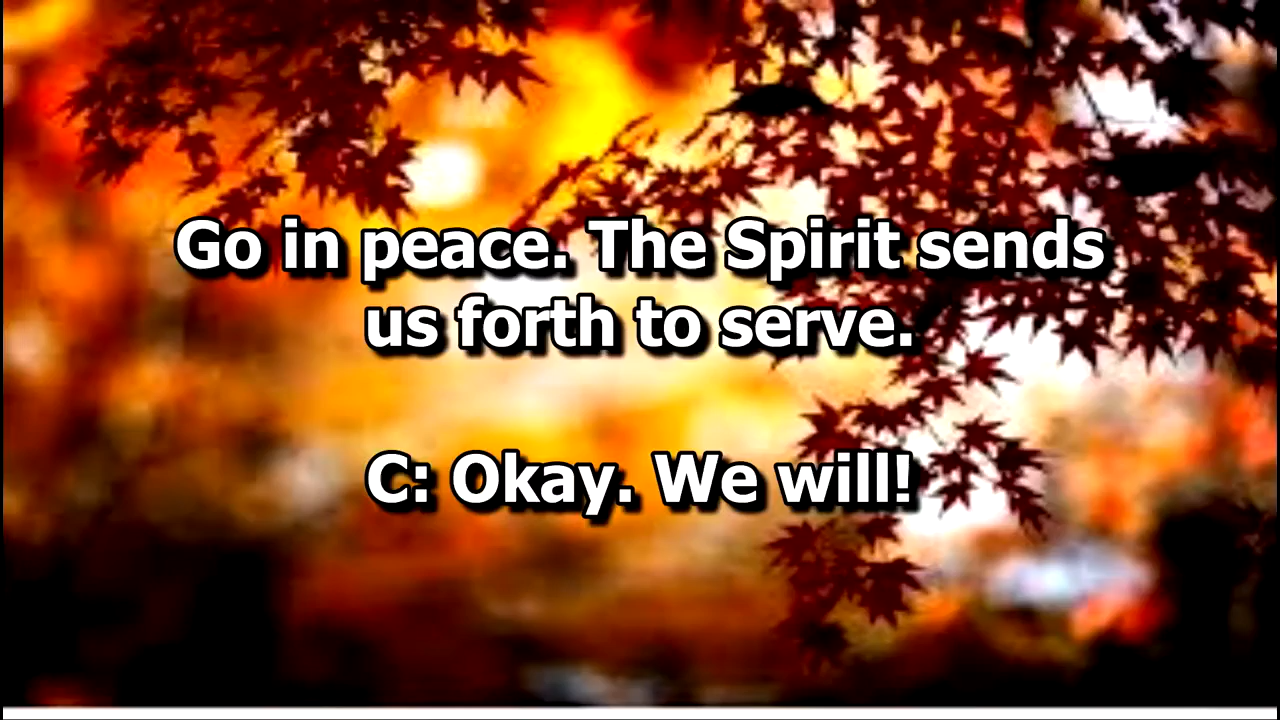 Go in peace. The Spirit sends
us forth to serve.
C: Okay. We will!